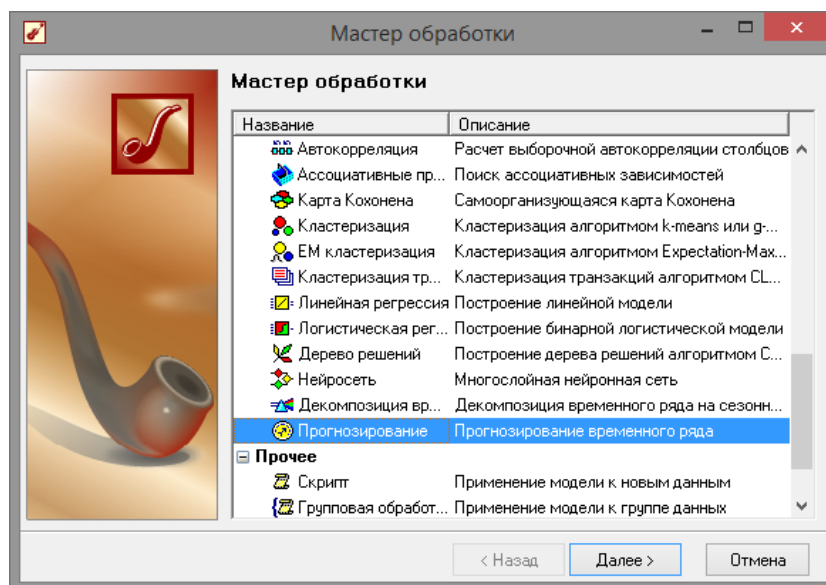 Мастер обработки
Мастер обработки
Название Описание
Автокорреляция Расчет выборочной автокорреляции столбцов
Ассоциативные пр... Поиск ассоциативных зависимостей
Карта Кохонена Самоорганизующаяся карта Кохонена
Кластеризация Кластеризация алгоритмом k-means или g-...
EM кластеризация Кластеризация алгоритмом Expectation-Max...
Кластеризация тр... Кластеризация транзакций алгоритмом CL...
Линейная регрессия Построение линейной модели
Логистическая рег... Построение бинарной логистической модели
Дерево решений Построение дерева решений алгоритмом C...
Нейросеть Многослойная нейронная сеть
Декомпозиция вр... Декомпозиция временного ряда на сезонн...
Прогнозирование Прогнозирование временного ряда
Прочее
Скрипт Применение модели к новым данным
Групповая обработ... Применение модели к группе данных
< Назад Далее > Отмена